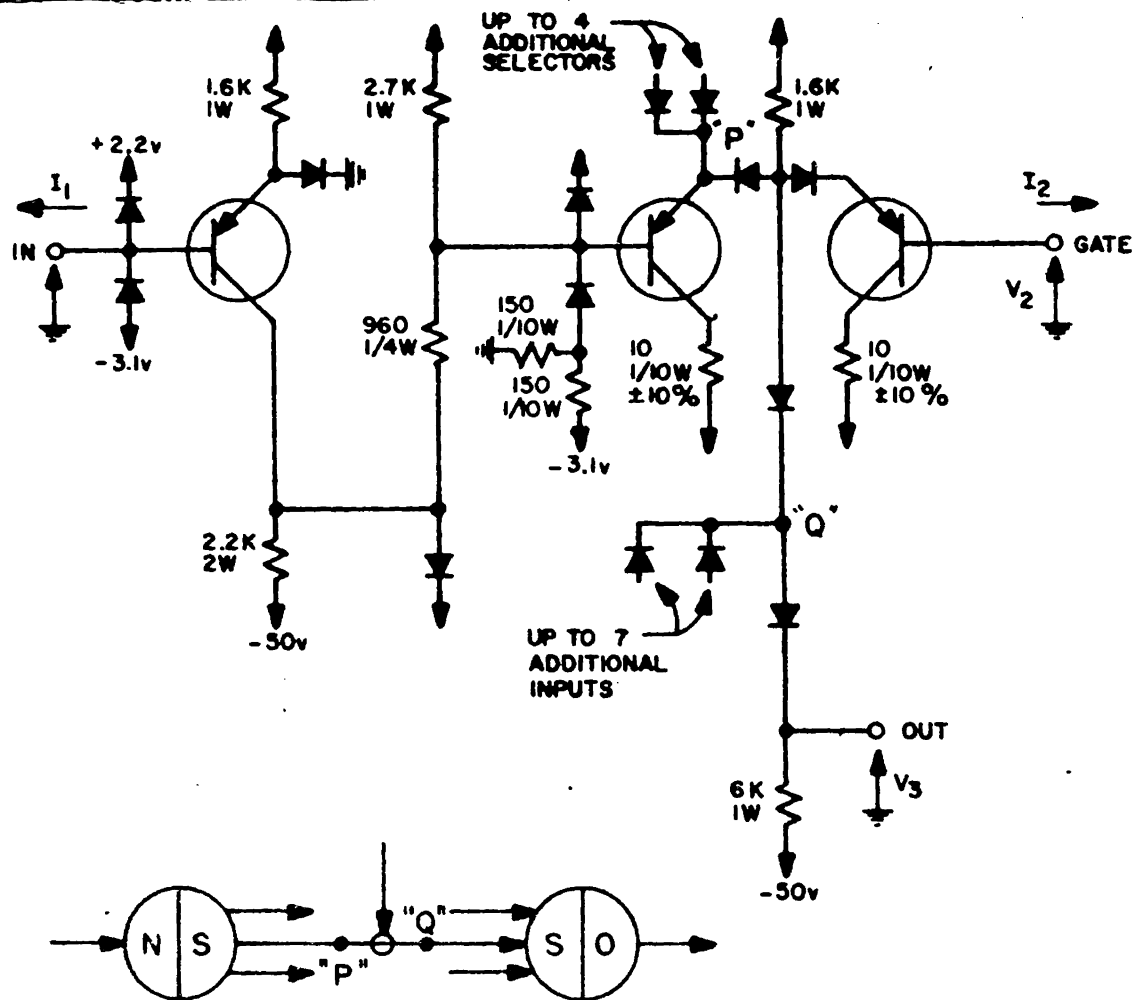 UP TO 4
ADDITIONAL
SELECTORS
1.6K
1W
2.7K
1W
1.6K
1W
+2.2v
"P"
I1
I2
IN
GATE
V2
-3.1v
960
1/4W
150
1/10W
150
1/10W
10
1/10W
±10%
10
1/10W
±10%
-3.1v
"Q"
2.2K
2W
-50v
UP TO 7
ADDITIONAL
INPUTS
OUT
6K
1W
V3
-50v
N S
"P"
"Q"
S O